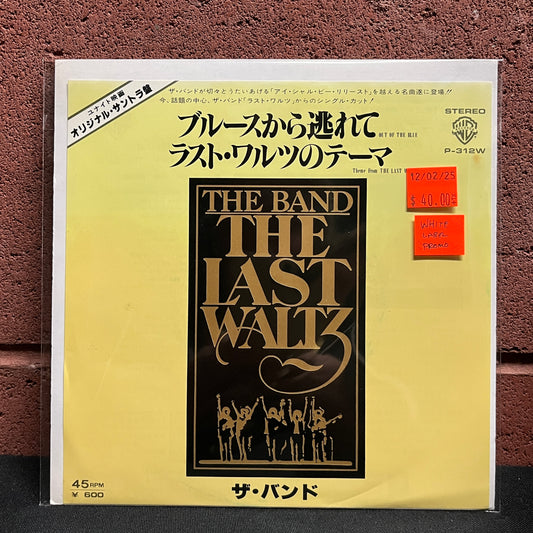 ユナイト映画
オリジナル・サントラ盤
ザ・バンドが切々とうたいあげる「アイ・シャル・ビー・リリースト」を越える名曲遂に登場!!
今、話題の中心、ザ・バンド「ラスト・ワルツ」からのシングル・カット!
STEREO
P-312W
ブルースから逃れて
OUT OF THE BLUE
ラスト・ワルツのテーマ
Theme from THE LAST
12/02/25
$ 40.00
WHITE
LABEL
PROMO
THE BAND
THE
LAST
WALTZ
45 RPM
¥ 600
ザ・バンド